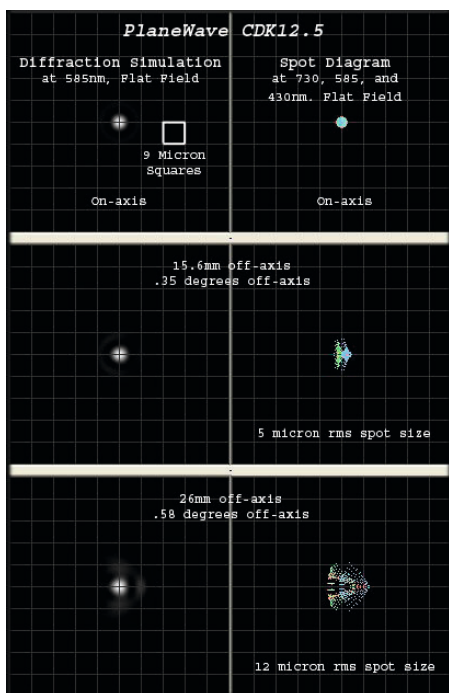 PlaneWave CDK12.5
Diffraction Simulation
at 585nm, Flat Field
Spot Diagram
at 730, 585, and
430nm. Flat Field
9 Micron
Squares
On-axis
On-axis
15.6mm off-axis
.35 degrees off-axis
5 micron rms spot size
26mm off-axis
.58 degrees off-axis
12 micron rms spot size